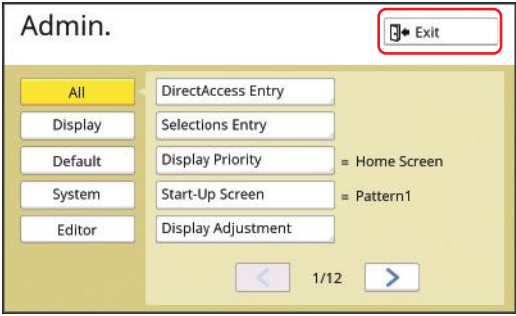 Admin.
Exit
All
DirectAccess Entry
Display
Selections Entry
Default
Display Priority = Home Screen
System
Start-Up Screen = Pattern1
Editor
Display Adjustment
1/12